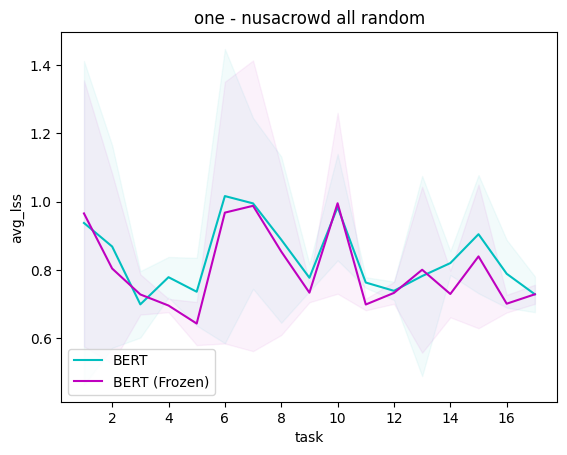 one - nusacrowd all random
avg_lss
1.4
1.2
1.0
0.8
0.6
BERT
BERT (Frozen)
2 4 6 8 10 12 14 16
task